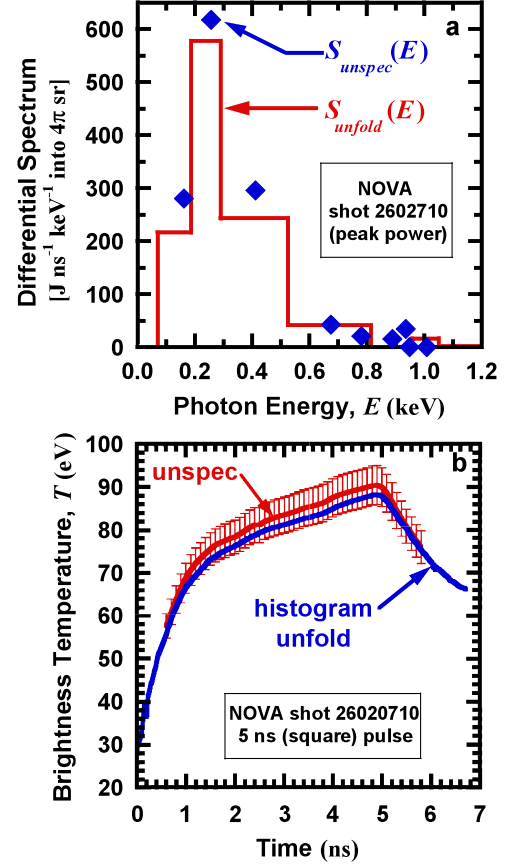 a
600
500
400
300
200
100
0
Differential Spectrum
[J ns⁻¹ keV⁻¹ into 4π sr]
S_unspec(E)
S_unfold(E)
NOVA
shot 2602710
(peak power)
0.0 0.2 0.4 0.6 0.8 1.0 1.2
Photon Energy, E (keV)
b
100
90
80
70
60
50
40
30
20
Brightness Temperature, T (eV)
unspec
histogram
unfold
NOVA shot 26020710
5 ns (square) pulse
0 1 2 3 4 5 6 7
Time (ns)